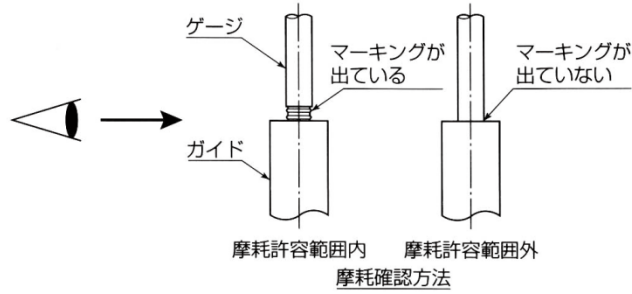 ゲージ
マーキングが
出ている
マーキングが
出ていない
ガイド
摩耗許容範囲内
摩耗許容範囲外
摩耗確認方法